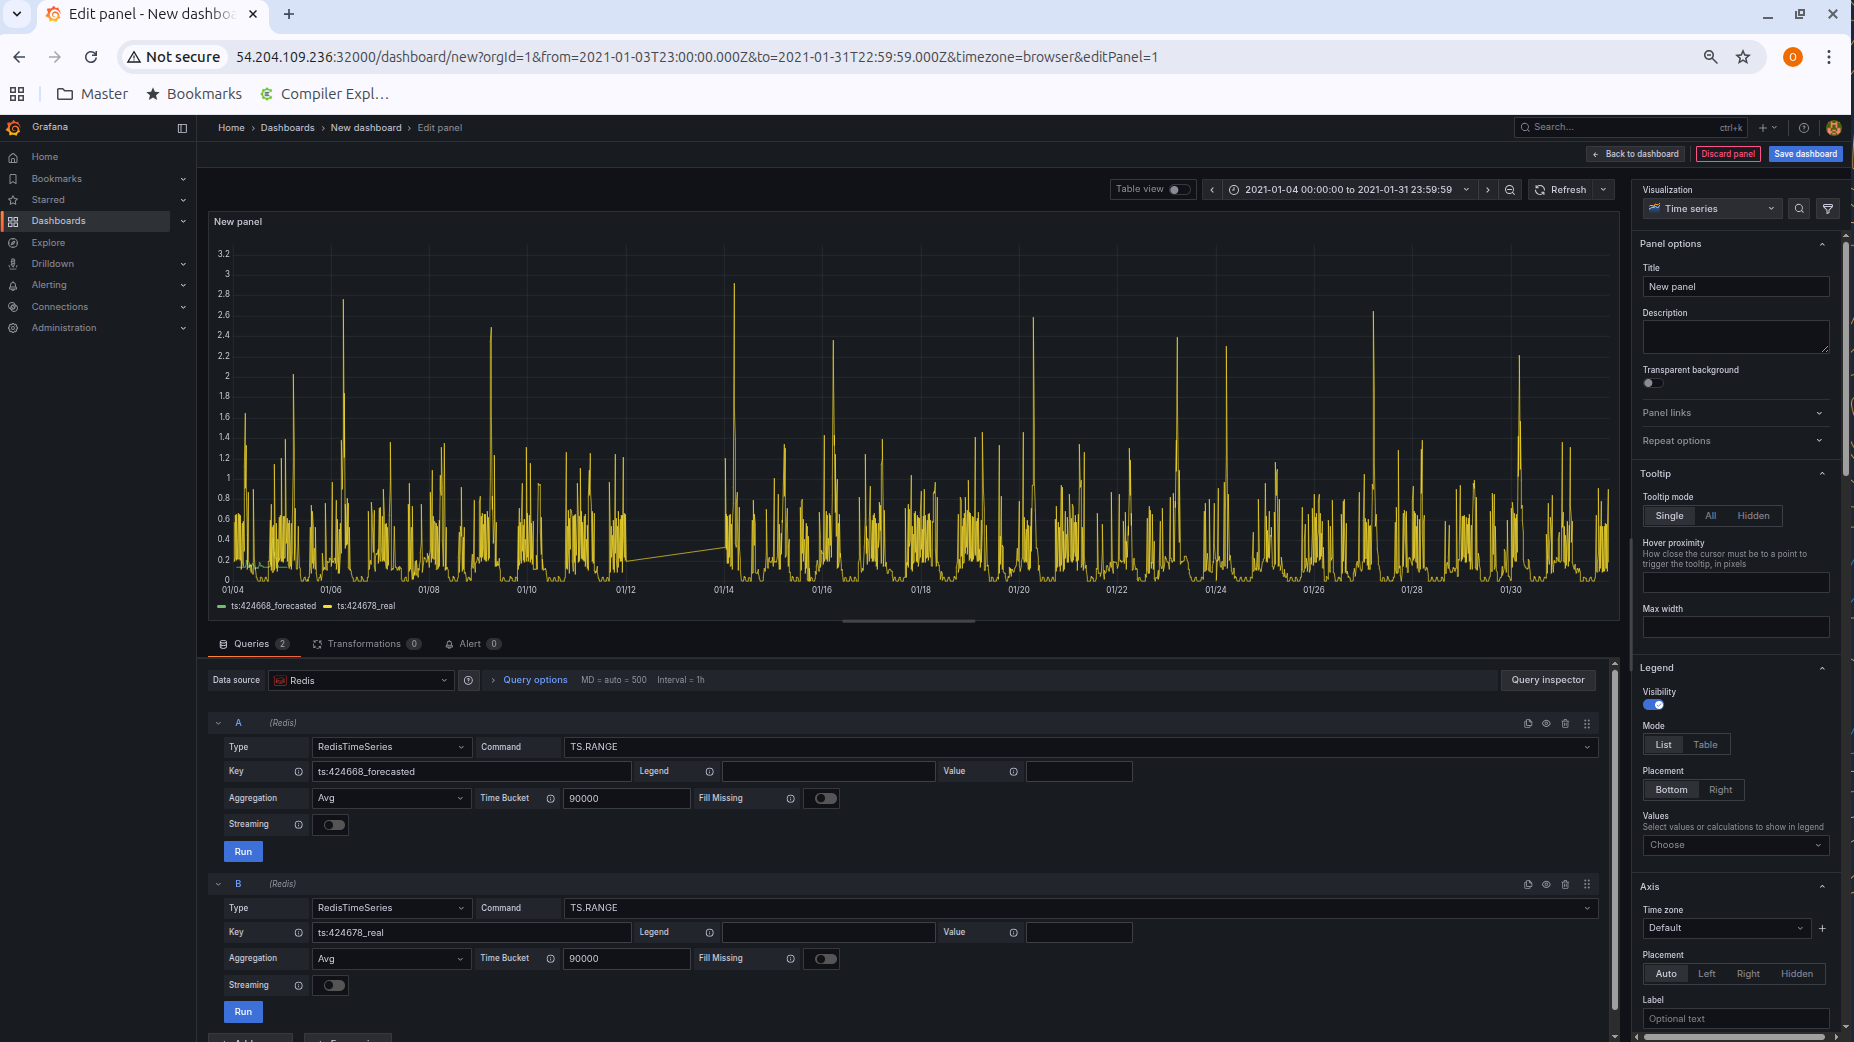 Edit panel - New dashbo
Not secure 54.204.109.236:32000/dashboard/new?orgId=1&from=2021-01-03T23:00:00.000Z&to=2021-01-31T22:59:59.000Z&timezone=browser&editPanel=1
O
Master Bookmarks Compiler Expl…
Grafana
Home › Dashboards › New dashboard › Edit panel
Search... ctrl+k
Back to dashboard Discard panel Save dashboard
Home
Bookmarks
Starred
Dashboards
Explore
Drilldown
Alerting
Connections
Administration
Table view 2021-01-04 00:00:00 to 2021-01-31 23:59:59 Refresh
New panel
3.2
3
2.8
2.6
2.4
2.2
2
1.8
1.6
1.4
1.2
1
0.8
0.6
0.4
0.2
0
01/04 01/06 01/08 01/10 01/12 01/14 01/16 01/18 01/20 01/22 01/24 01/26 01/28 01/30
ts:424668_forecasted ts:424678_real
Queries 2 Transformations 0 Alert 0
Data source Redis Query options MD = auto = 500 Interval = 1h Query inspector
A (Redis)
Type RedisTimeSeries Command TS.RANGE
Key ts:424668_forecasted Legend Value
Aggregation Avg Time Bucket 90000 Fill Missing
Streaming
Run
B (Redis)
Type RedisTimeSeries Command TS.RANGE
Key ts:424678_real Legend Value
Aggregation Avg Time Bucket 90000 Fill Missing
Streaming
Run
Visualization
Time series
Panel options
Title
New panel
Description
Transparent background
Panel links
Repeat options
Tooltip
Tooltip mode
Single All Hidden
Hover proximity
How close the cursor must be to a point to
trigger the tooltip, in pixels
Max width
Legend
Visibility
Mode
List Table
Placement
Bottom Right
Values
Select values or calculations to show in legend
Choose
Axis
Time zone
Default
Placement
Auto Left Right Hidden
Label
Optional text